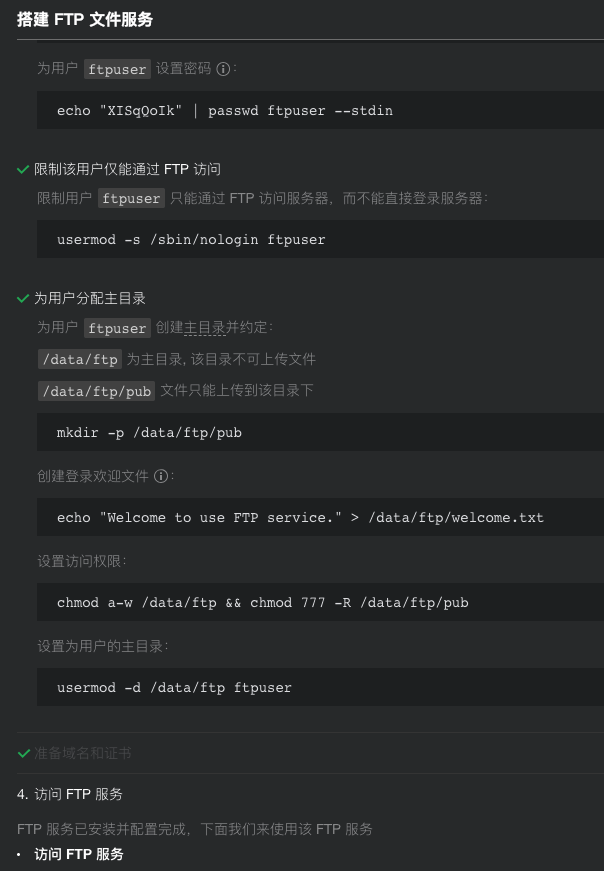 搭建 FTP 文件服务
为用户 ftpuser 设置密码 ⓘ:
echo "XISqQoIk" | passwd ftpuser --stdin
限制该用户仅能通过 FTP 访问
限制用户 ftpuser 只能通过 FTP 访问服务器，而不能直接登录服务器:
usermod -s /sbin/nologin ftpuser
为用户分配主目录
为用户 ftpuser 创建主目录并约定:
/data/ftp 为主目录, 该目录不可上传文件
/data/ftp/pub 文件只能上传到该目录下
mkdir -p /data/ftp/pub
创建登录欢迎文件 ⓘ:
echo "Welcome to use FTP service." > /data/ftp/welcome.txt
设置访问权限:
chmod a-w /data/ftp && chmod 777 -R /data/ftp/pub
设置为用户的主目录:
usermod -d /data/ftp ftpuser
准备域名和证书
4. 访问 FTP 服务
FTP 服务已安装并配置完成，下面我们来使用该 FTP 服务
• 访问 FTP 服务